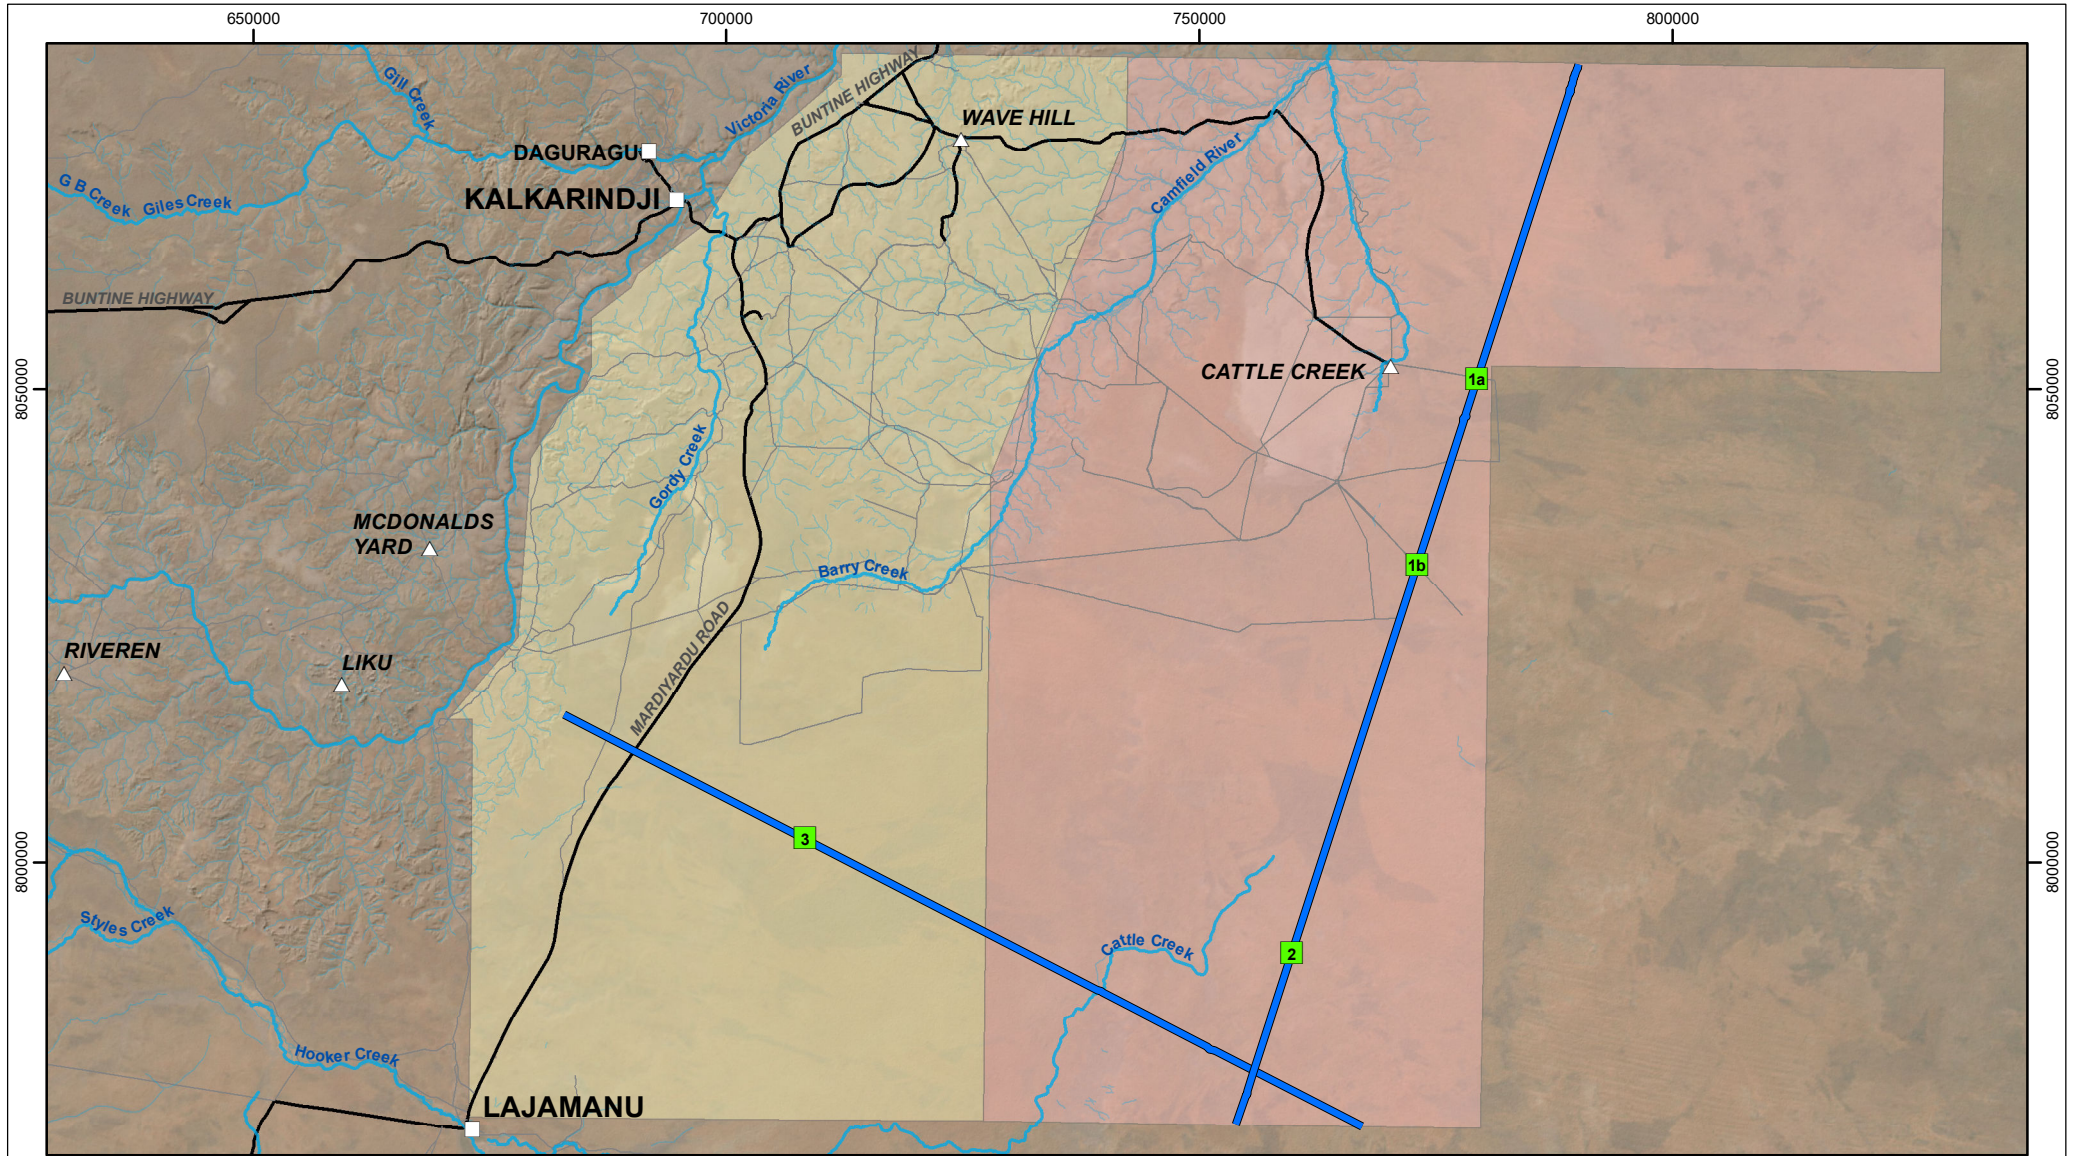 650000
700000
750000
800000
Gill Creek
Victoria River
BUNTINE HIGHWAY
WAVE HILL
DAGURAGU
Camfield River
G B Creek
Giles Creek
KALKARINDJI
BUNTINE HIGHWAY
8050000
8050000
CATTLE CREEK
1a
Gordy Creek
MCDONALDS
YARD
Barry Creek
1b
RIVEREN
LIKU
MARDIYARDU ROAD
3
8000000
8000000
Styles Creek
Cattle Creek
2
Hooker Creek
LAJAMANU